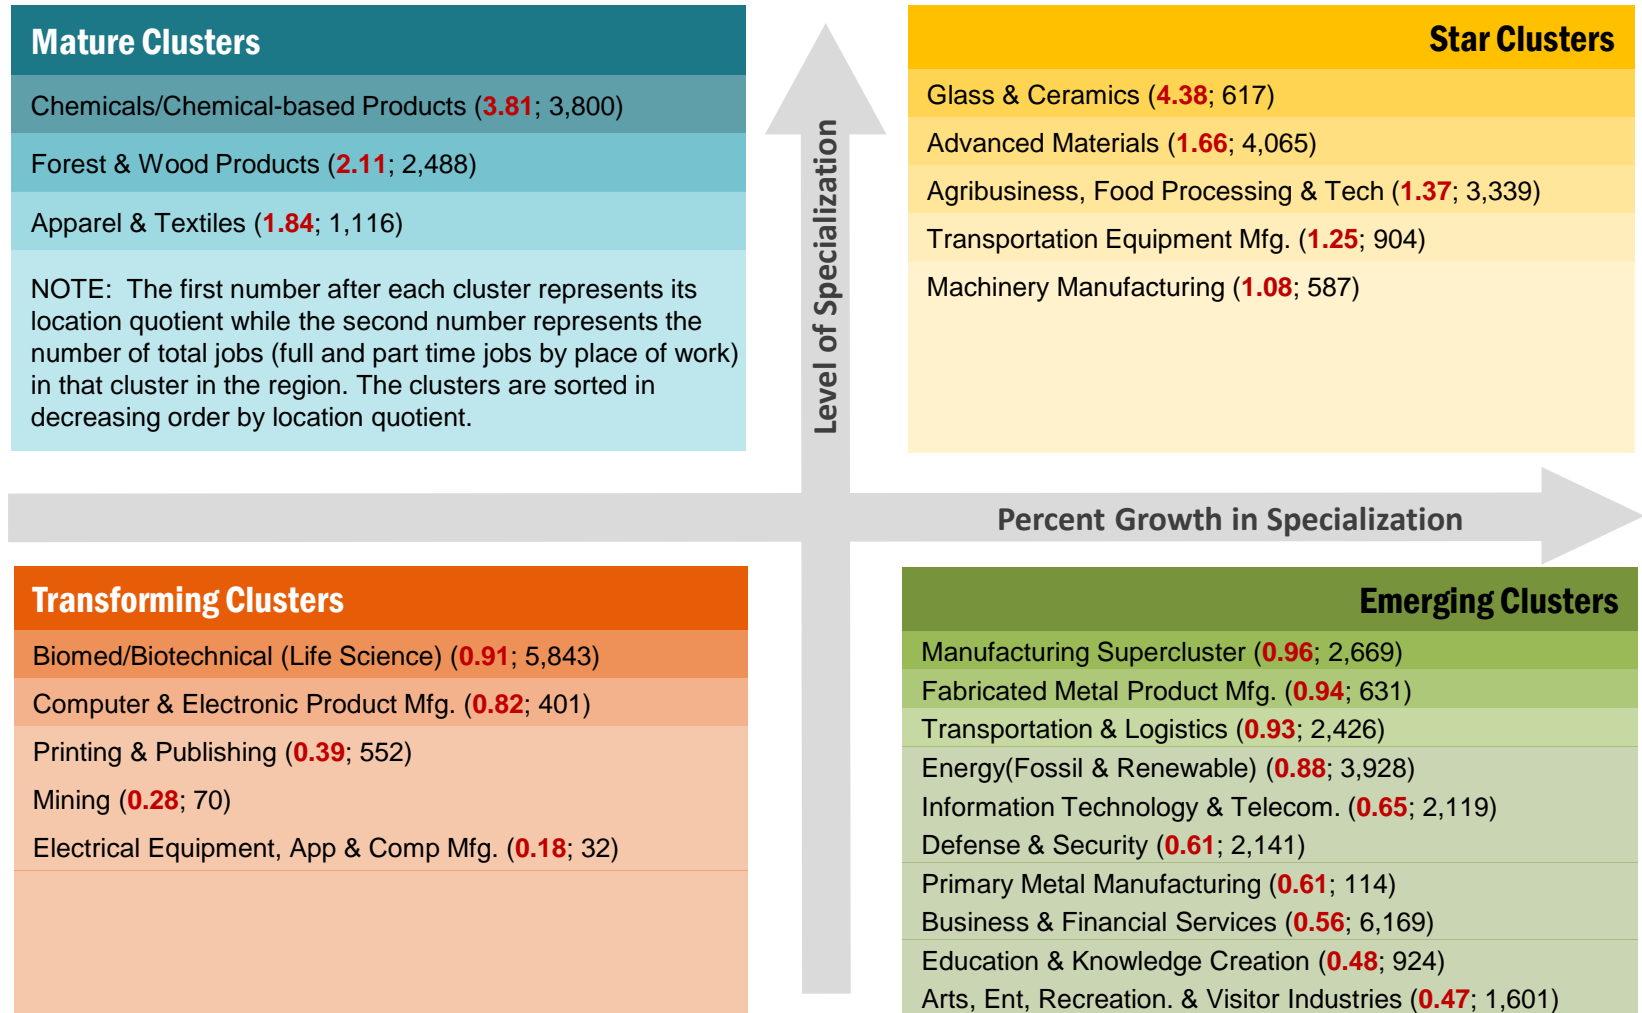 Mature Clusters
Chemicals/Chemical-based Products (3.81; 3,800)
Forest & Wood Products (2.11; 2,488)
Apparel & Textiles (1.84; 1,116)
NOTE: The first number after each cluster represents its
location quotient while the second number represents the
number of total jobs (full and part time jobs by place of work)
in that cluster in the region. The clusters are sorted in
decreasing order by location quotient.
Level of Specialization
Star Clusters
Glass & Ceramics (4.38; 617)
Advanced Materials (1.66; 4,065)
Agribusiness, Food Processing & Tech (1.37; 3,339)
Transportation Equipment Mfg. (1.25; 904)
Machinery Manufacturing (1.08; 587)
Percent Growth in Specialization
Transforming Clusters
Biomed/Biotechnical (Life Science) (0.91; 5,843)
Computer & Electronic Product Mfg. (0.82; 401)
Printing & Publishing (0.39; 552)
Mining (0.28; 70)
Electrical Equipment, App & Comp Mfg. (0.18; 32)
Emerging Clusters
Manufacturing Supercluster (0.96; 2,669)
Fabricated Metal Product Mfg. (0.94; 631)
Transportation & Logistics (0.93; 2,426)
Energy(Fossil & Renewable) (0.88; 3,928)
Information Technology & Telecom. (0.65; 2,119)
Defense & Security (0.61; 2,141)
Primary Metal Manufacturing (0.61; 114)
Business & Financial Services (0.56; 6,169)
Education & Knowledge Creation (0.48; 924)
Arts, Ent, Recreation. & Visitor Industries (0.47; 1,601)